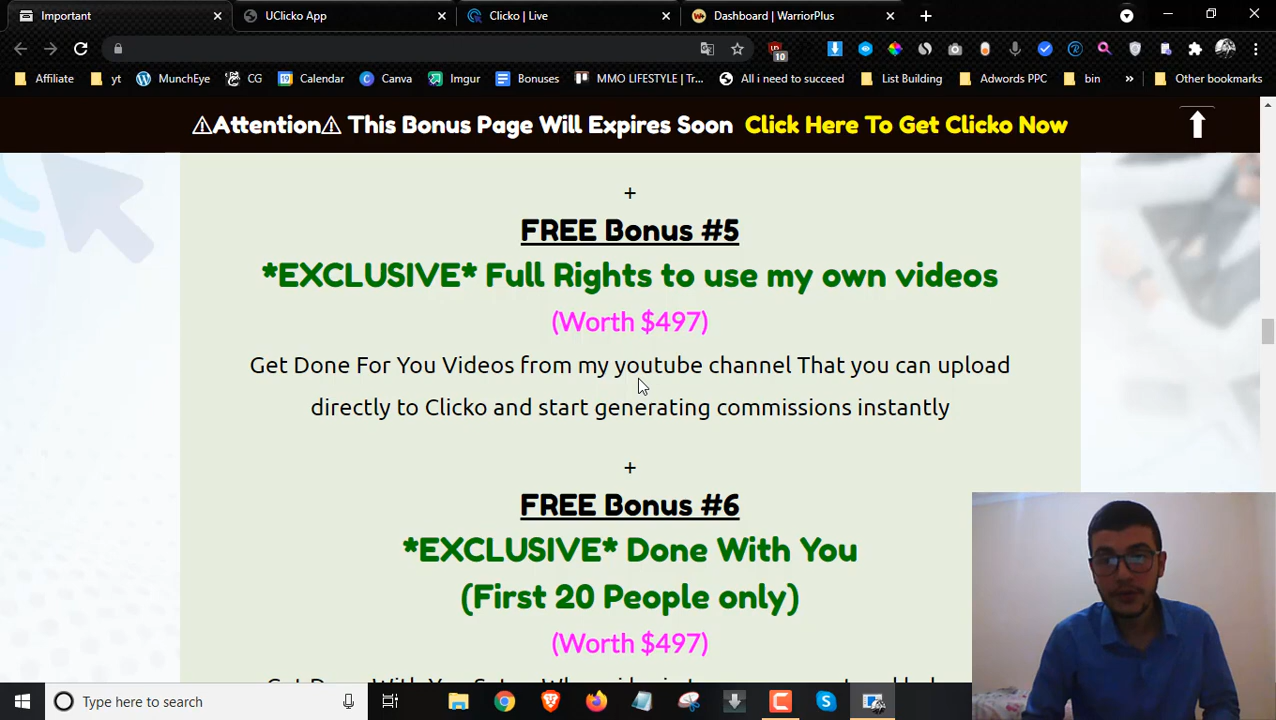 Important
UClicko App
Clicko | Live
Dashboard | WarriorPlus
10
Affiliate
yt
MunchEye
CG
Calendar
Canva
Imgur
Bonuses
MMO LIFESTYLE | Tr...
All i need to succeed
List Building
Adwords PPC
bin
Other bookmarks
⚠Attention⚠ This Bonus Page Will Expires Soon Click Here To Get Clicko Now
+
FREE Bonus #5
*EXCLUSIVE* Full Rights to use my own videos
(Worth $497)
Get Done For You Videos from my youtube channel That you can upload
directly to Clicko and start generating commissions instantly
+
FREE Bonus #6
*EXCLUSIVE* Done With You
(First 20 People only)
(Worth $497)
Type here to search